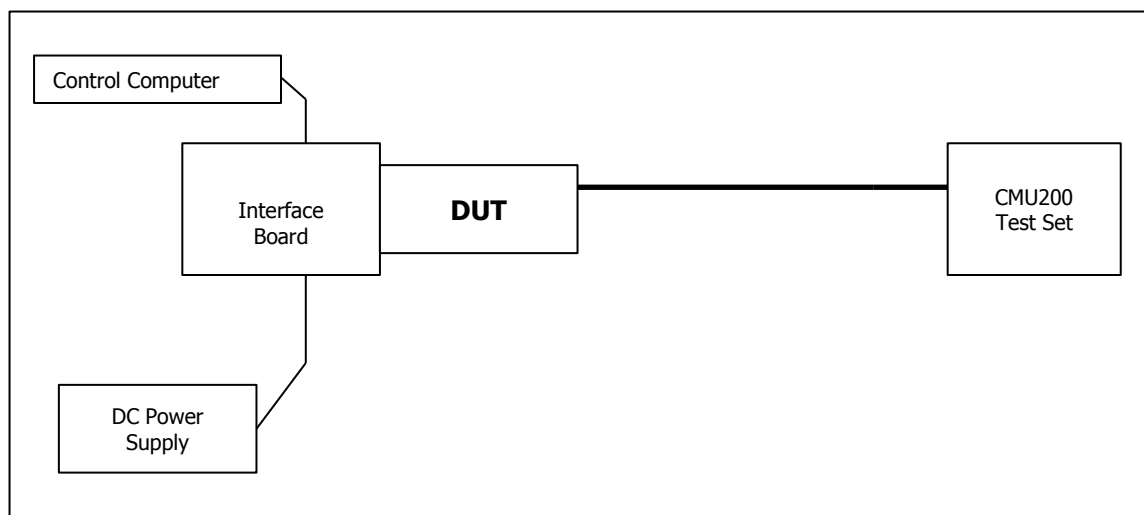 Control Computer
Interface
Board
DUT
CMU200
Test Set
DC Power
Supply